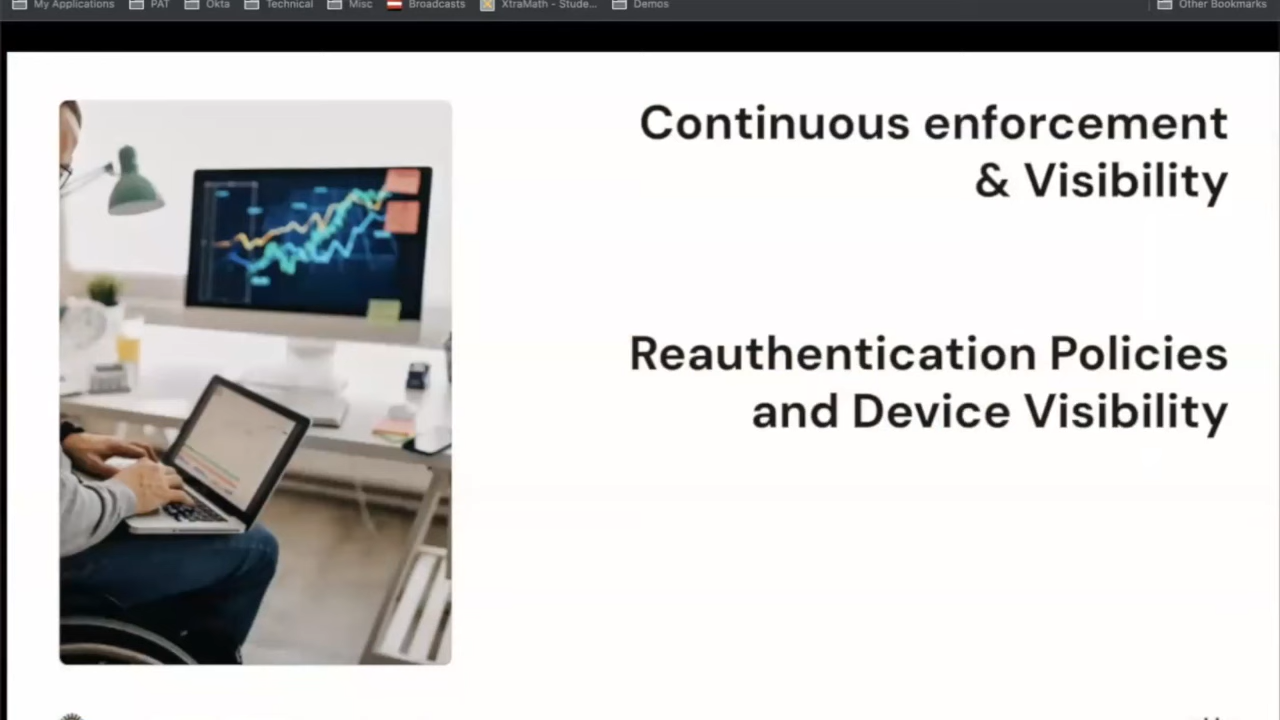 My Applications PAT Okta Technical Misc Broadcasts XtraMath - Stude... Demos Other Bookmarks
Continuous enforcement
& Visibility
Reauthentication Policies
and Device Visibility